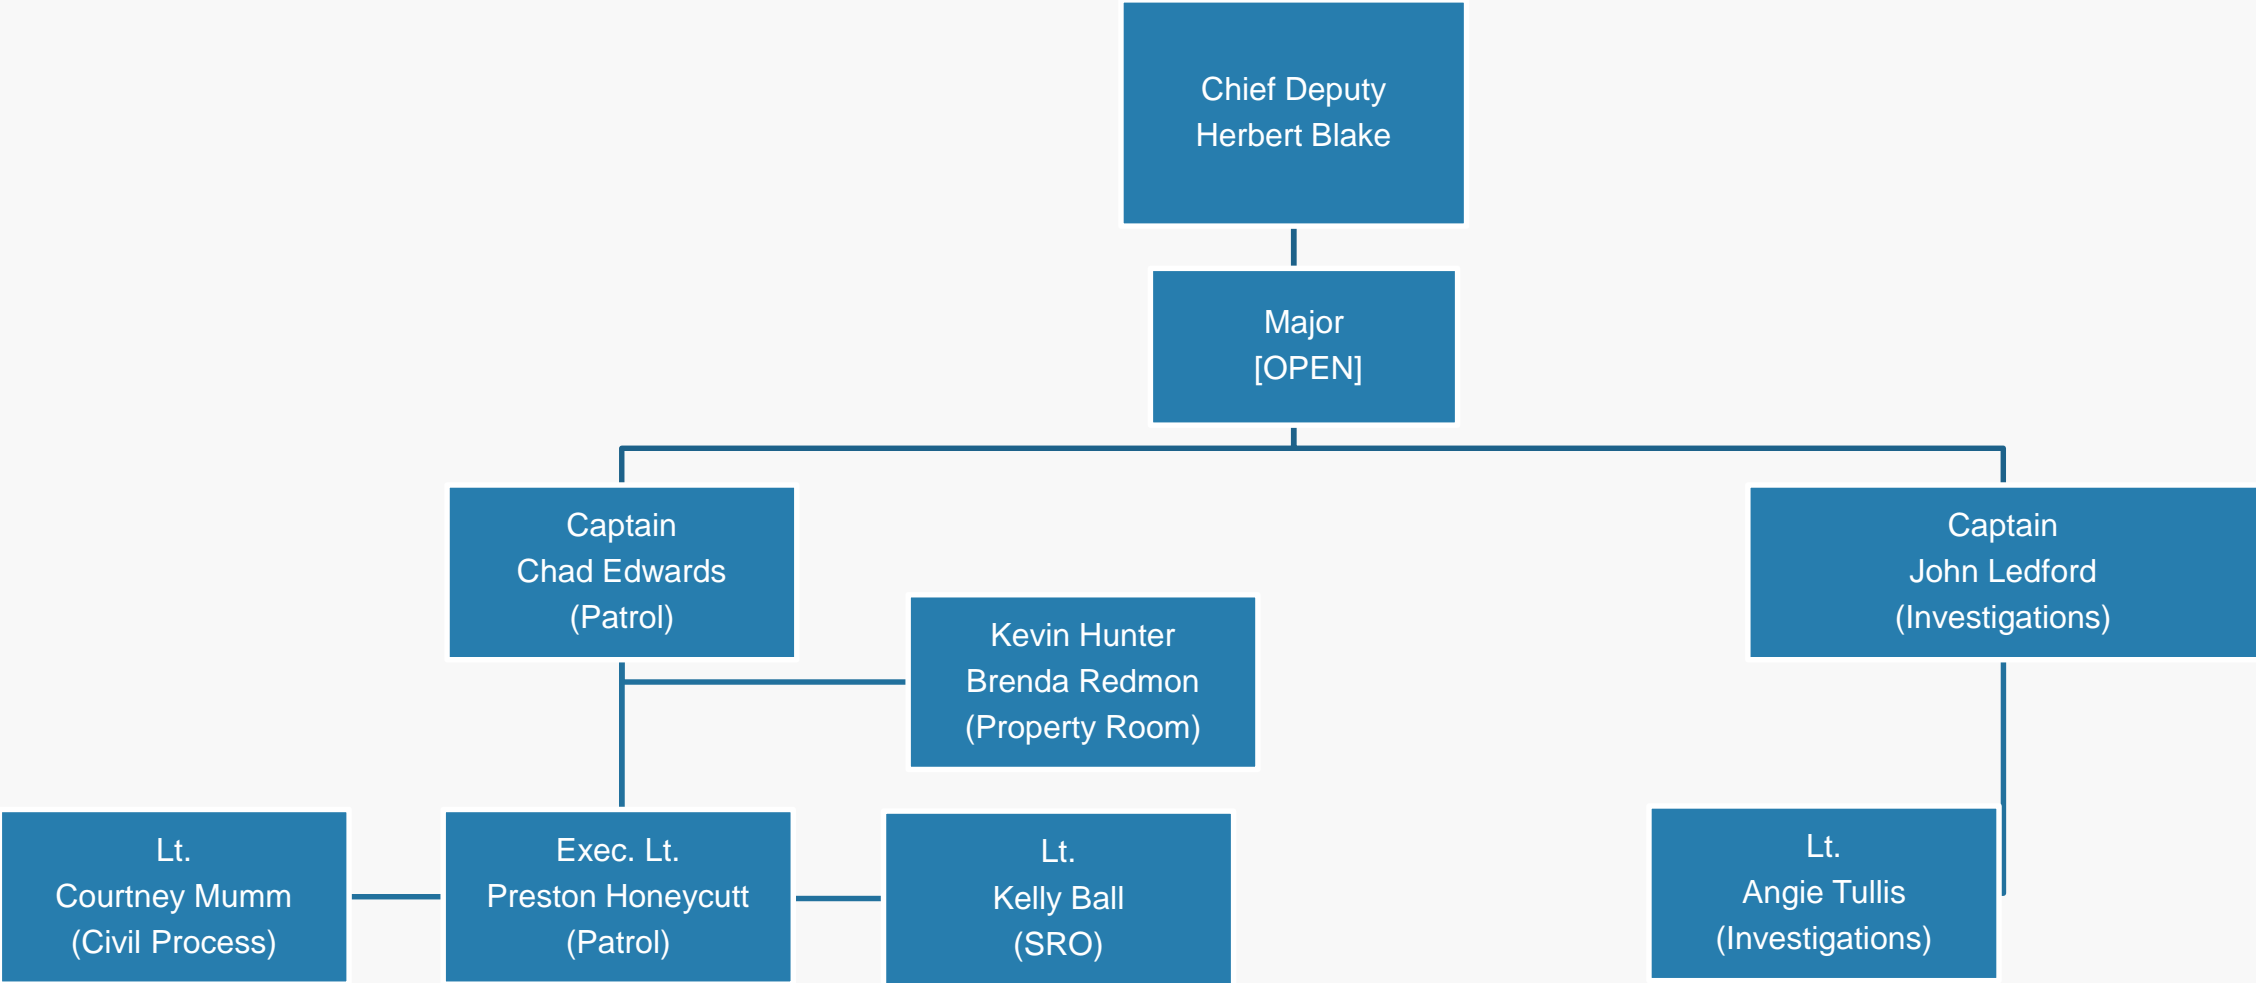 Chief Deputy
Herbert Blake
Major
[OPEN]
Captain
Chad Edwards
(Patrol)
Captain
John Ledford
(Investigations)
Kevin Hunter
Brenda Redmon
(Property Room)
Lt.
Courtney Mumm
(Civil Process)
Exec. Lt.
Preston Honeycutt
(Patrol)
Lt.
Kelly Ball
(SRO)
Lt.
Angie Tullis
(Investigations)